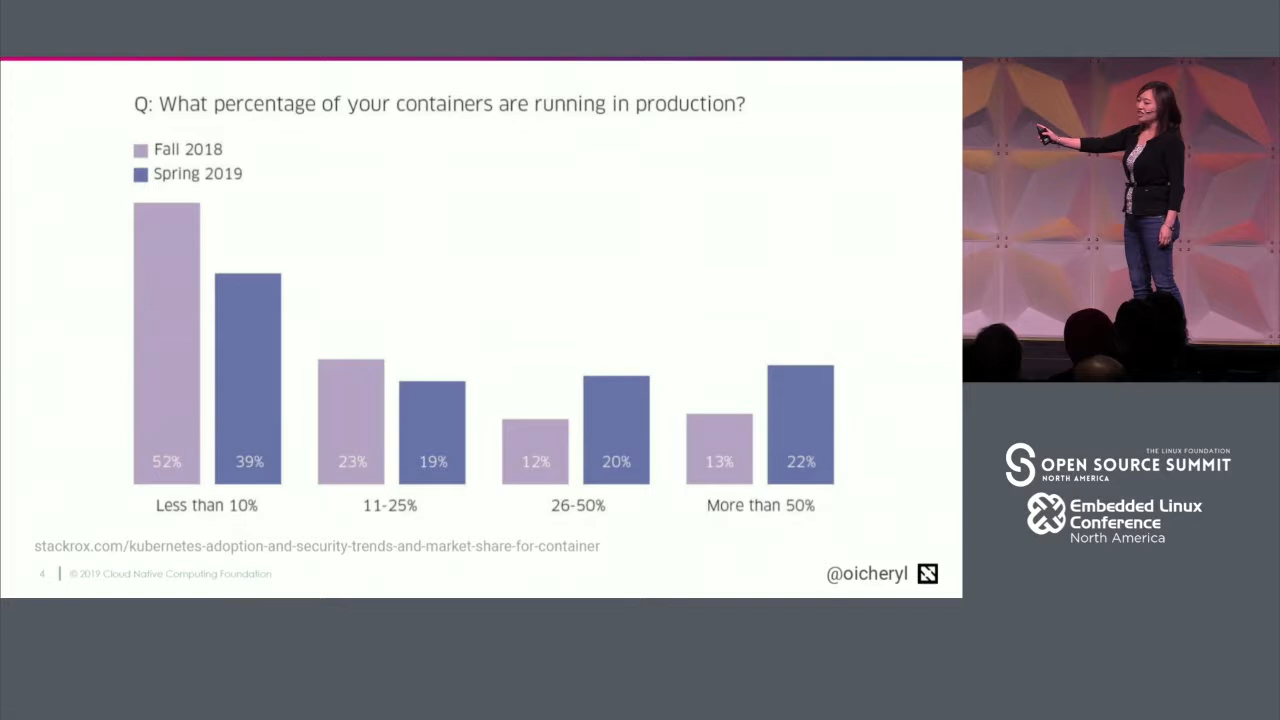 Q: What percentage of your containers are running in production?
Fall 2018
Spring 2019
52%
39%
23%
19%
12%
20%
13%
22%
Less than 10%
11-25%
26-50%
More than 50%
stackrox.com/kubernetes-adoption-and-security-trends-and-market-share-for-container
4 | © 2019 Cloud Native Computing Foundation
@oicheryl
THE LINUX FOUNDATION
OPEN SOURCE SUMMIT
NORTH AMERICA
Embedded Linux
Conference
North America